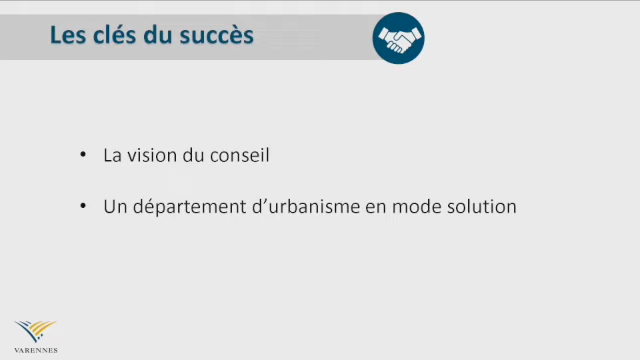 Les clés du succès
• La vision du conseil
• Un département d’urbanisme en mode solution
VARENNES